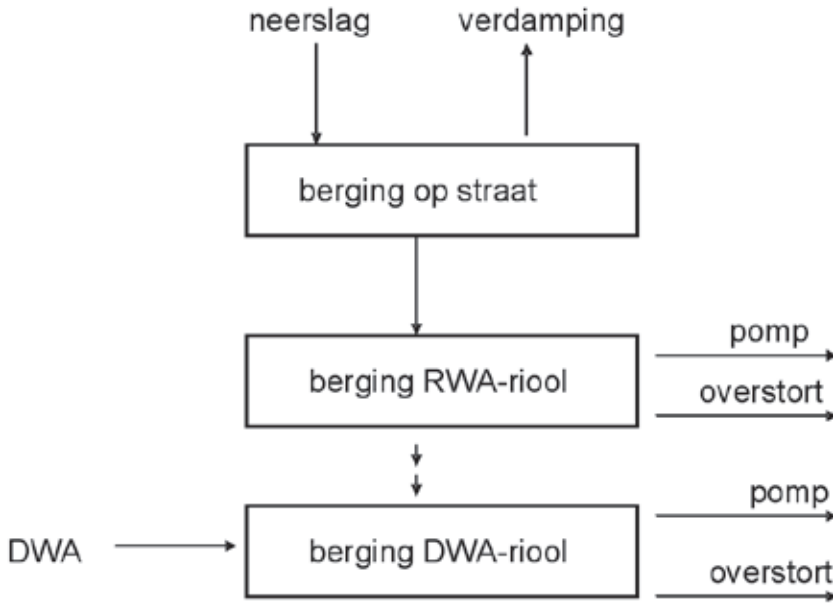 neerslag verdamping
berging op straat
pomp
berging RWA-riool
overstort
pomp
DWA berging DWA-riool
overstort